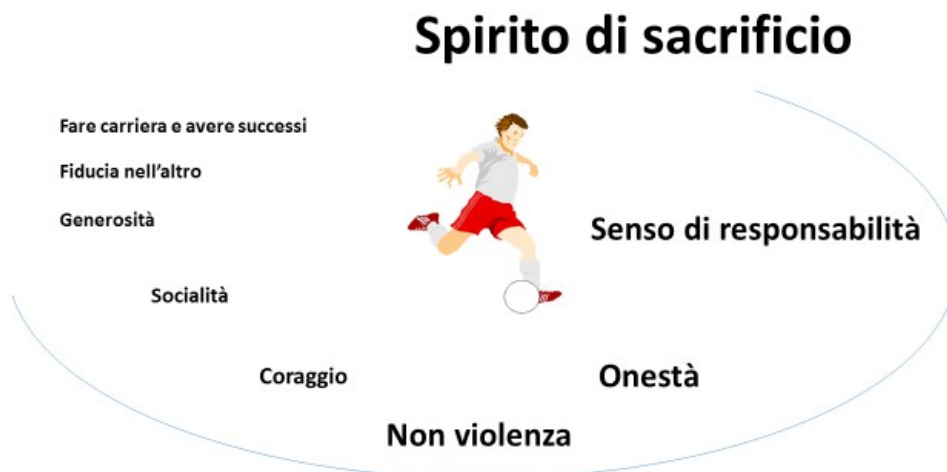 Spirito di sacrificio
Fare carriera e avere successi
Fiducia nell'altro
Generosità
Senso di responsabilità
Socialità
Coraggio
Onestà
Non violenza